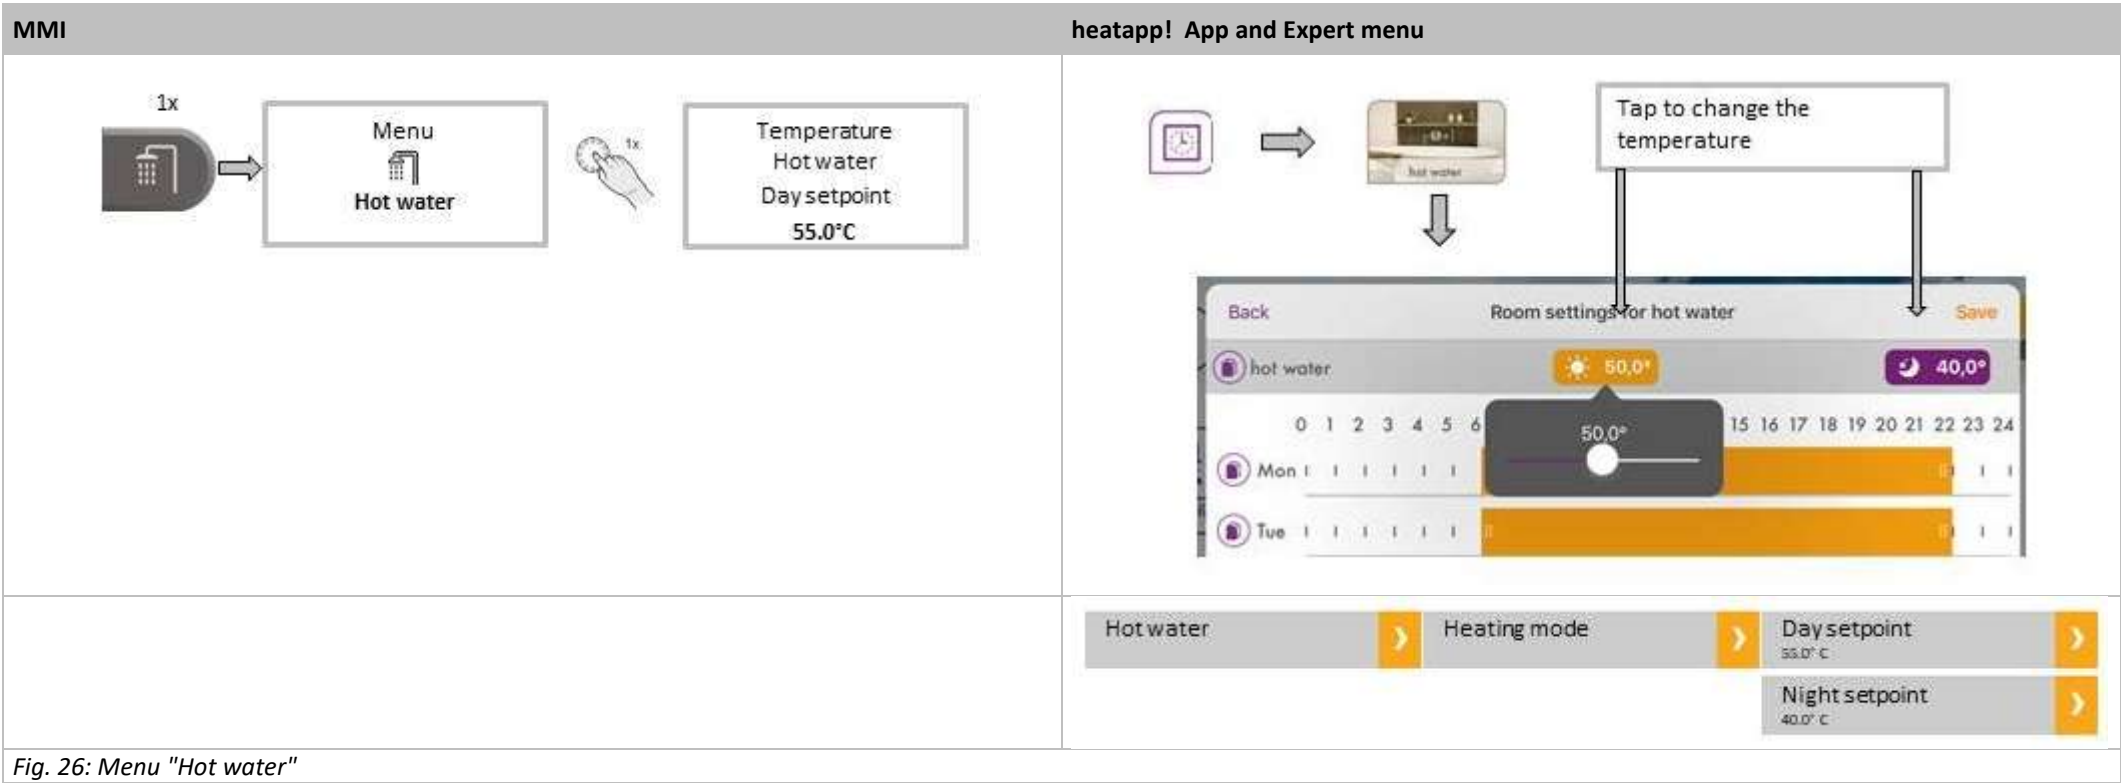 MMI
heatapp! App and Expert menu
1x
Menu
Hot water
1x
Temperature
Hot water
Day setpoint
55.0°C
hot water
Tap to change the
temperature
Back
Room settings for hot water
Save
hot water
50,0°
40,0°
0 1 2 3 4 5 6 15 16 17 18 19 20 21 22 23 24
50,0°
Mon
Tue
Hot water
Heating mode
Day setpoint
55.0° C
Night setpoint
40.0° C
Fig. 26: Menu "Hot water"